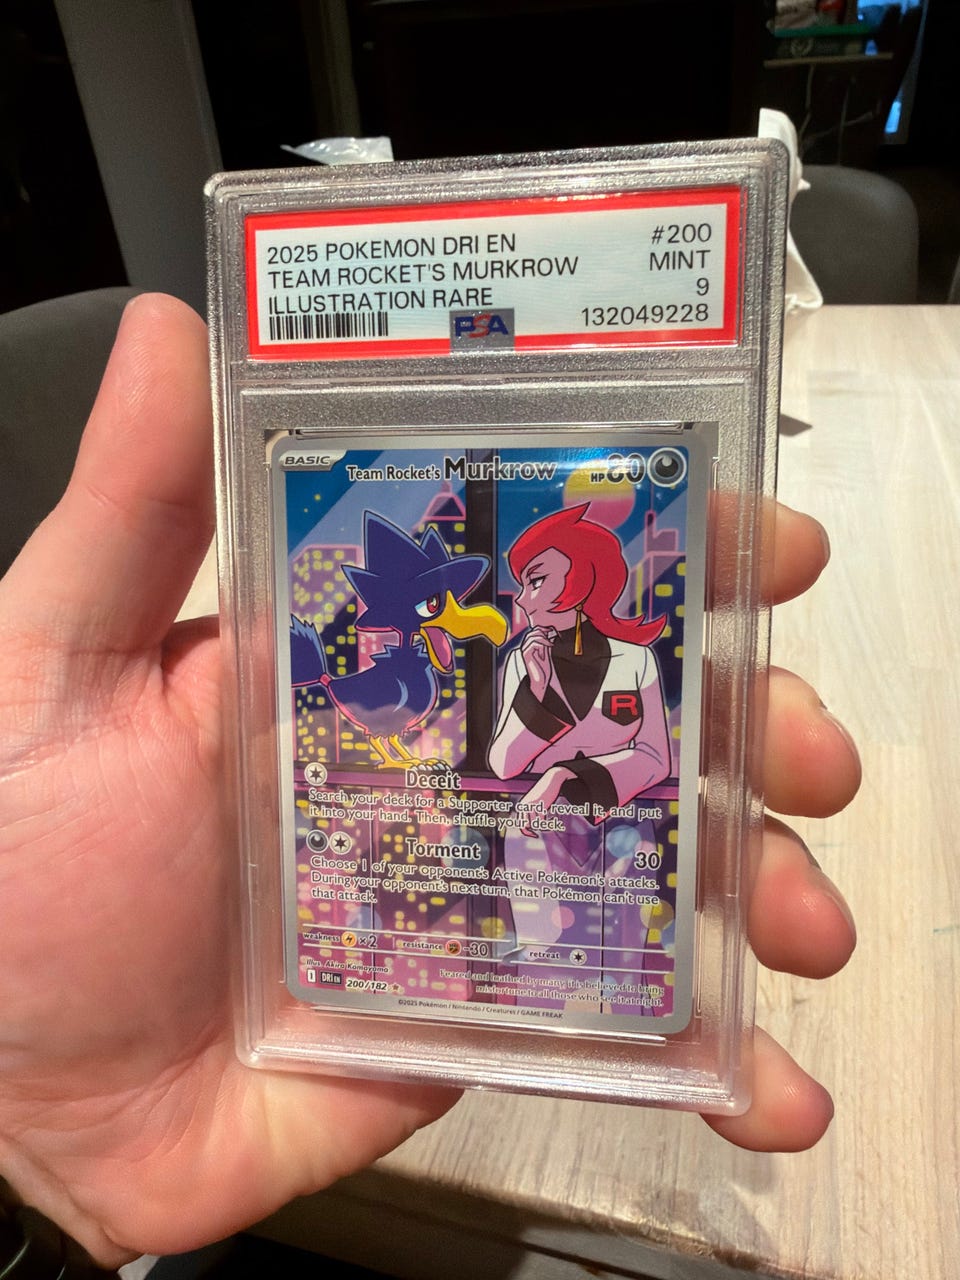 2025 POKEMON DRI EN #200
TEAM ROCKET'S MURKROW MINT
ILLUSTRATION RARE 9
PSA 132049228
BASIC Team Rocket's Murkrow HP 80
R
Deceit
Search your deck for a Supporter card, reveal it, and put
it into your hand. Then, shuffle your deck.
Torment 30
Choose 1 of your opponent's Active Pokémon's attacks.
During your opponent's next turn, that Pokémon can't use
that attack.
weakness ×2 resistance -30 retreat
Illus. Akira Komayama
Feared and loathed by many, it is believed to bring
misfortune to all those who see it at night.
I DRI EN 200/182
©2025 Pokémon / Nintendo / Creatures / GAME FREAK